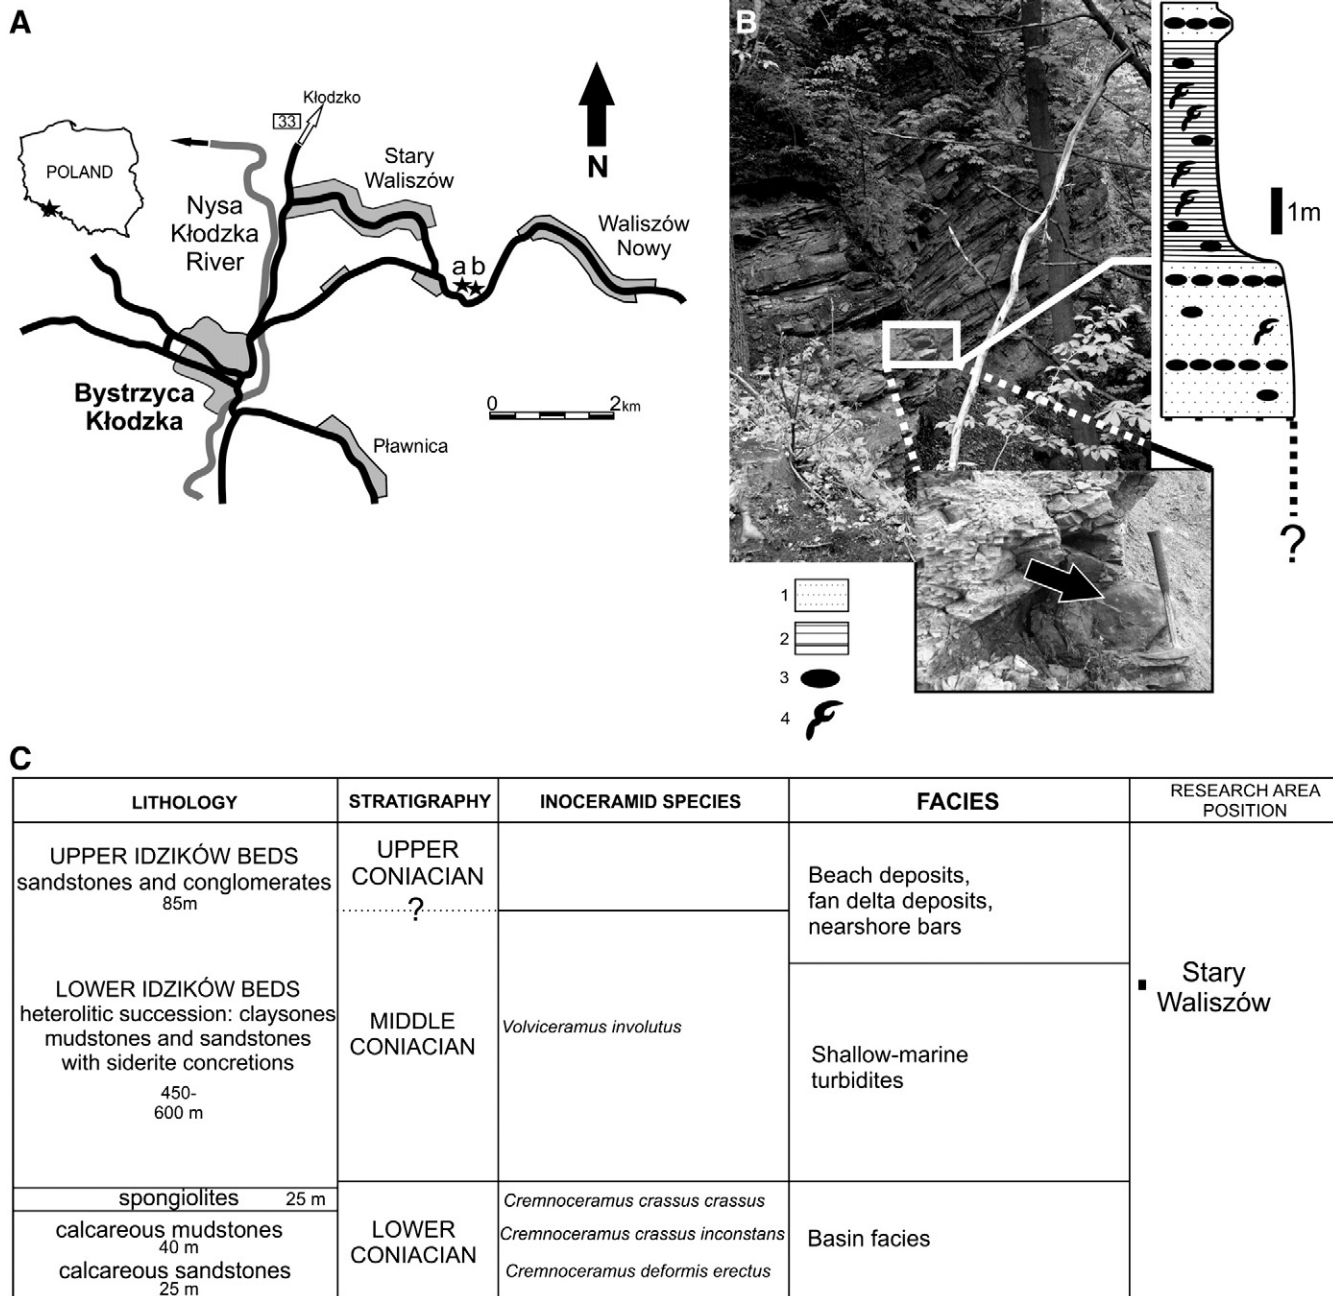 A
Kłodzko
33
POLAND
N
Stary
Waliszów
Nysa
Kłodzka
River
Waliszów
Nowy
a b
Bystrzyca
Kłodzka
0 2 km
Pławnica
B
1m
?
1
2
3
4
C
LITHOLOGY
STRATIGRAPHY
INOCERAMID SPECIES
FACIES
RESEARCH AREA
POSITION
UPPER IDZIKÓW BEDS
sandstones and conglomerates
85m
UPPER
CONIACIAN
?
Beach deposits,
fan delta deposits,
nearshore bars
LOWER IDZIKÓW BEDS
heterolitic succession: claysones
mudstones and sandstones
with siderite concretions
450-
600 m
MIDDLE
CONIACIAN
Volviceramus involutus
Shallow-marine
turbidites
Stary
Waliszów
spongiolites 25 m
calcareous mudstones
40 m
calcareous sandstones
25 m
LOWER
CONIACIAN
Cremnoceramus crassus crassus
Cremnoceramus crassus inconstans
Cremnoceramus deformis erectus
Basin facies